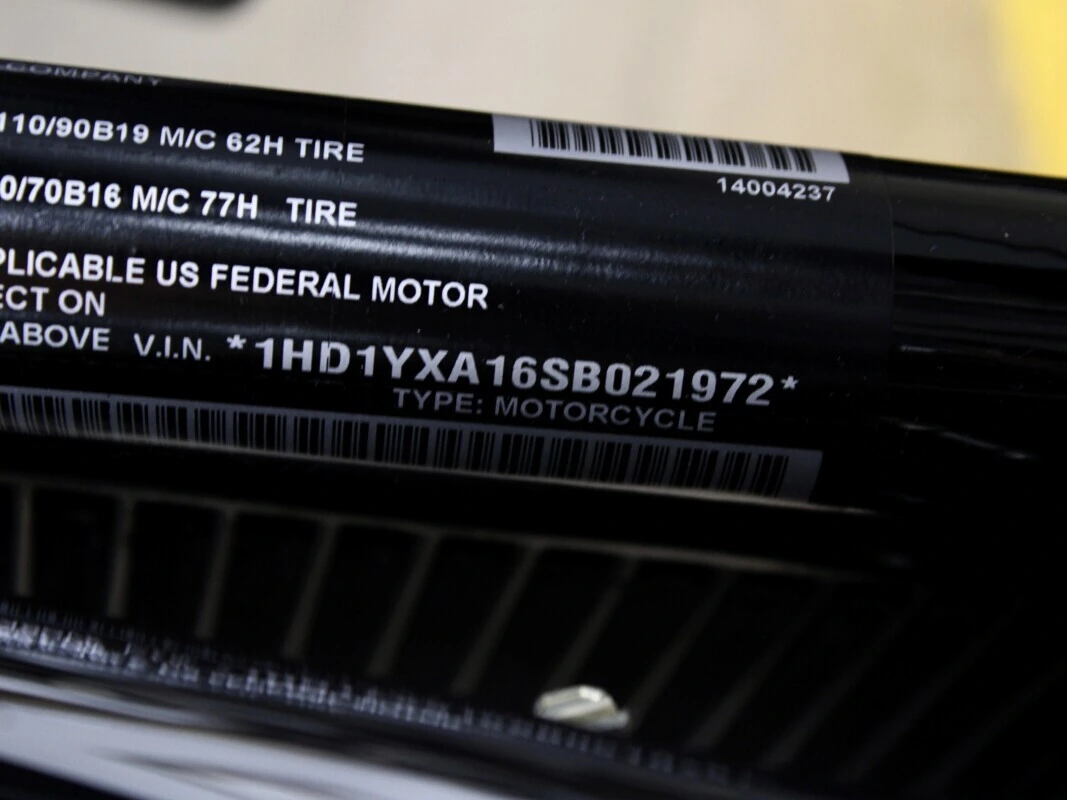 COMPANY
110/90B19 M/C 62H TIRE
14004237
0/70B16 M/C 77H TIRE
PLICABLE US FEDERAL MOTOR
ECT ON
ABOVE V.I.N. *1HD1YXA16SB021972*
TYPE: MOTORCYCLE